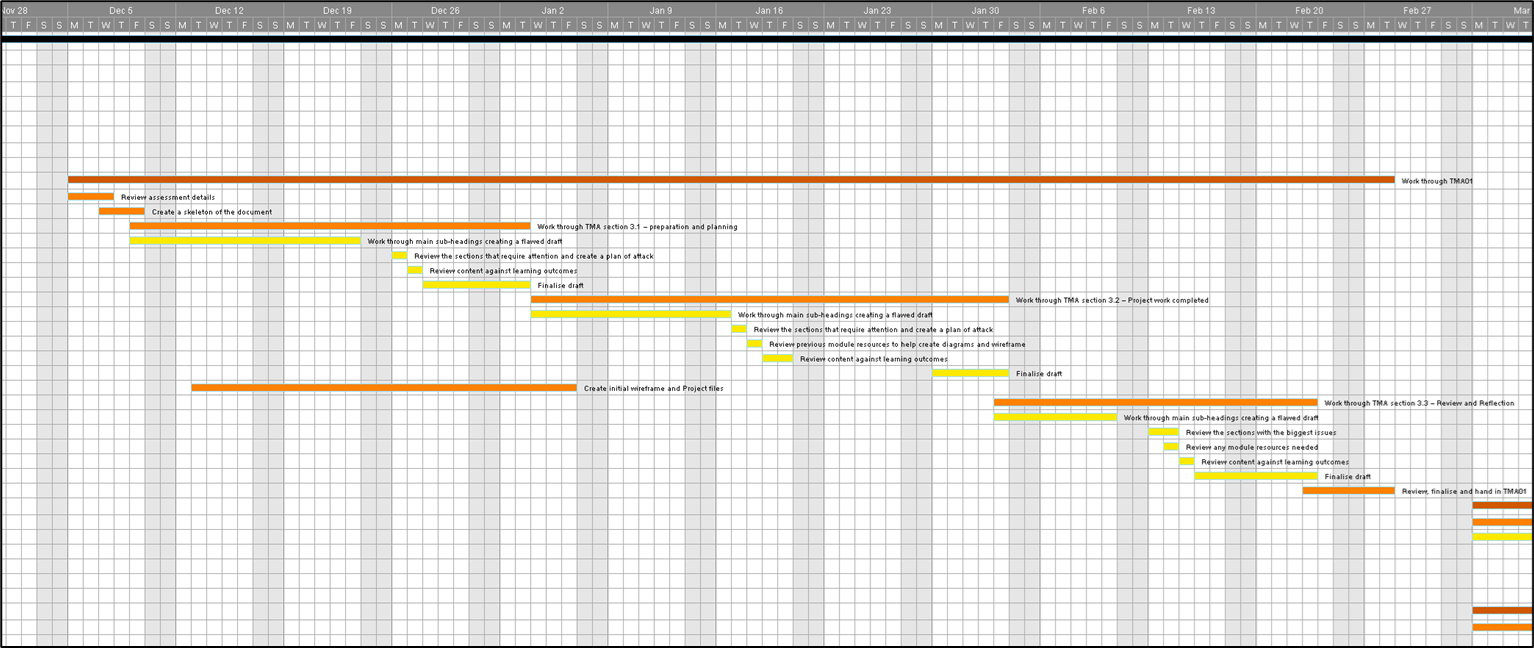 ov 28 Dec 5 Dec 12 Dec 19 Dec 26 Jan 2 Jan 9 Jan 16 Jan 23 Jan 30 Feb 6 Feb 13 Feb 20 Feb 27 Mar
T F S S M T W T F S S M T W T F S S M T W T F S S M T W T F S S M T W T F S S M T W T F S S M T W T F S S M T W T F S S M T W T F S S M T W T F S S M T W T F S S M T W T F S S M T W T F S S M T W T
Work through TMA01
Review assessment details
Create a skeleton of the document
Work through TMA section 3.1 – preparation and planning
Work through main sub-headings creating a flawed draft
Review the sections that require attention and create a plan of attack
Review content against learning outcomes
Finalise draft
Work through TMA section 3.2 – Project work completed
Work through main sub-headings creating a flawed draft
Review the sections that require attention and create a plan of attack
Review previous module resources to help create diagrams and wireframe
Review content against learning outcomes
Finalise draft
Create initial wireframe and Project files
Work through TMA section 3.3 – Review and Reflection
Work through main sub-headings creating a flawed draft
Review the sections with the biggest issues
Review any module resources needed
Review content against learning outcomes
Finalise draft
Review, finalise and hand in TMA01